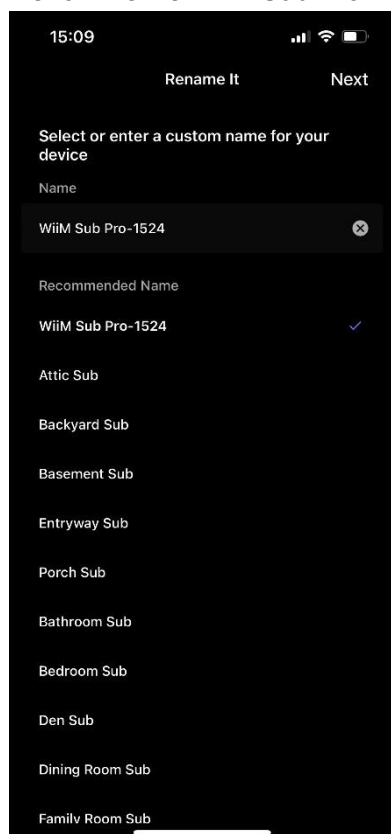 15:09
Rename It
Next
Select or enter a custom name for your
device
Name
WiiM Sub Pro-1524
Recommended Name
WiiM Sub Pro-1524
Attic Sub
Backyard Sub
Basement Sub
Entryway Sub
Porch Sub
Bathroom Sub
Bedroom Sub
Den Sub
Dining Room Sub
Family Room Sub